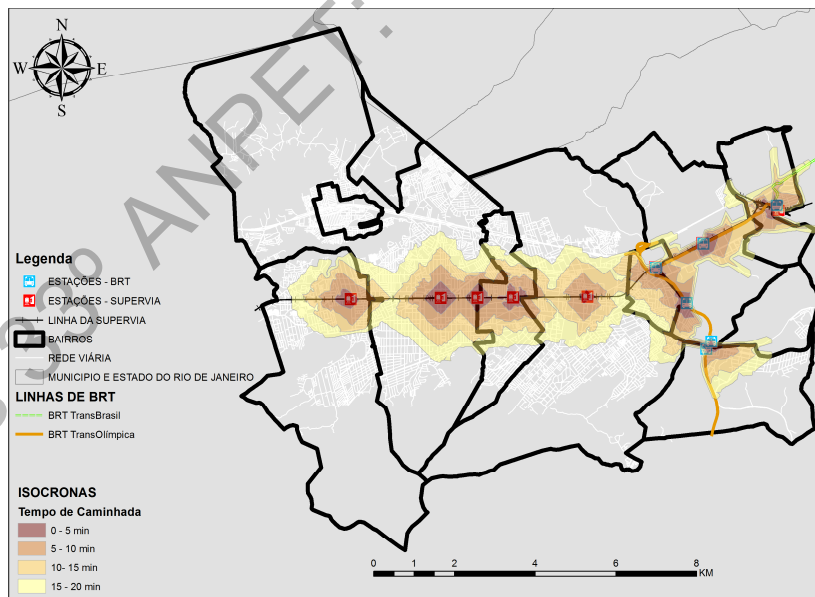 N
W E
S
33º ANPET:
Legenda
ESTAÇÕES - BRT
ESTAÇÕES - SUPERVIA
LINHA DA SUPERVIA
BAIRROS
REDE VIÁRIA
MUNICIPIO E ESTADO DO RIO DE JANEIRO
LINHAS DE BRT
BRT TransBrasil
BRT TransOlímpica
ISOCRONAS
Tempo de Caminhada
0 - 5 min
5 - 10 min
10- 15 min
15 - 20 min
0 1 2 4 6 8
KM